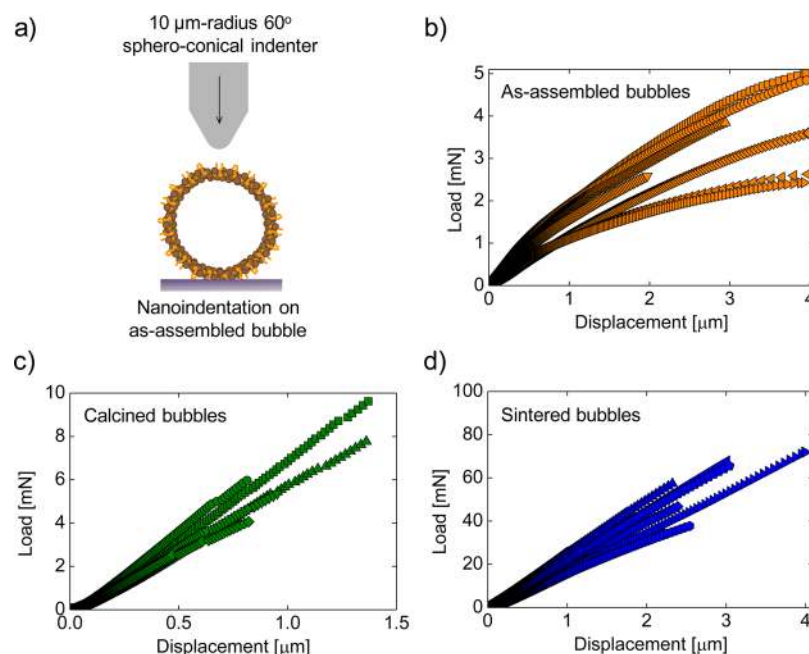 a)
10 µm-radius 60º
sphero-conical indenter
Nanoindentation on
as-assembled bubble
b)
As-assembled bubbles
Load [mN]
5
4
3
2
1
0
0 1 2 3 4
Displacement [µm]
c)
Calcined bubbles
Load [mN]
10
8
6
4
2
0
0.0 0.5 1.0 1.5
Displacement [µm]
d)
Sintered bubbles
Load [mN]
100
80
60
40
20
0
0 1 2 3 4
Displacement [µm]